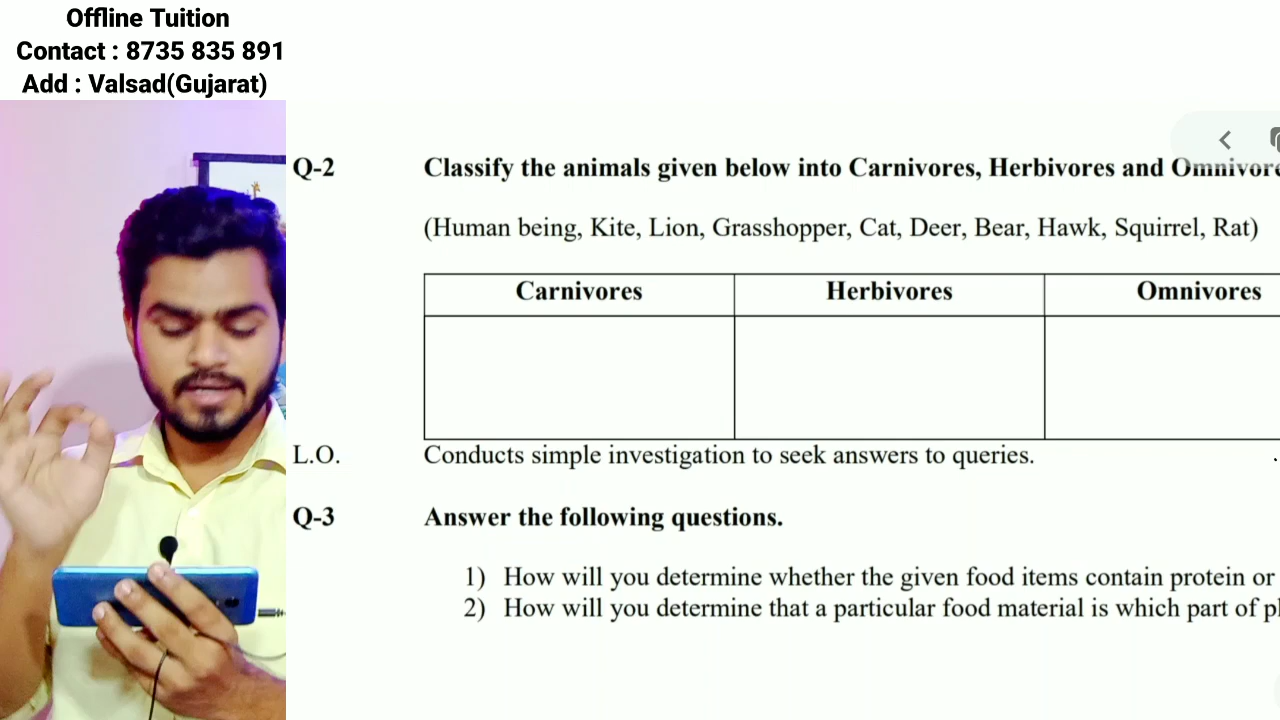 Offline Tuition
Contact : 8735 835 891
Add : Valsad(Gujarat)
Q-2 Classify the animals given below into Carnivores, Herbivores and
(Human being, Kite, Lion, Grasshopper, Cat, Deer, Bear, Hawk, Squirrel, Rat)
Carnivores Herbivores Omnivores
L.O. Conducts simple investigation to seek answers to queries.
Q-3 Answer the following questions.
1) How will you determine whether the given food items contain protein or
2) How will you determine that a particular food material is which part of